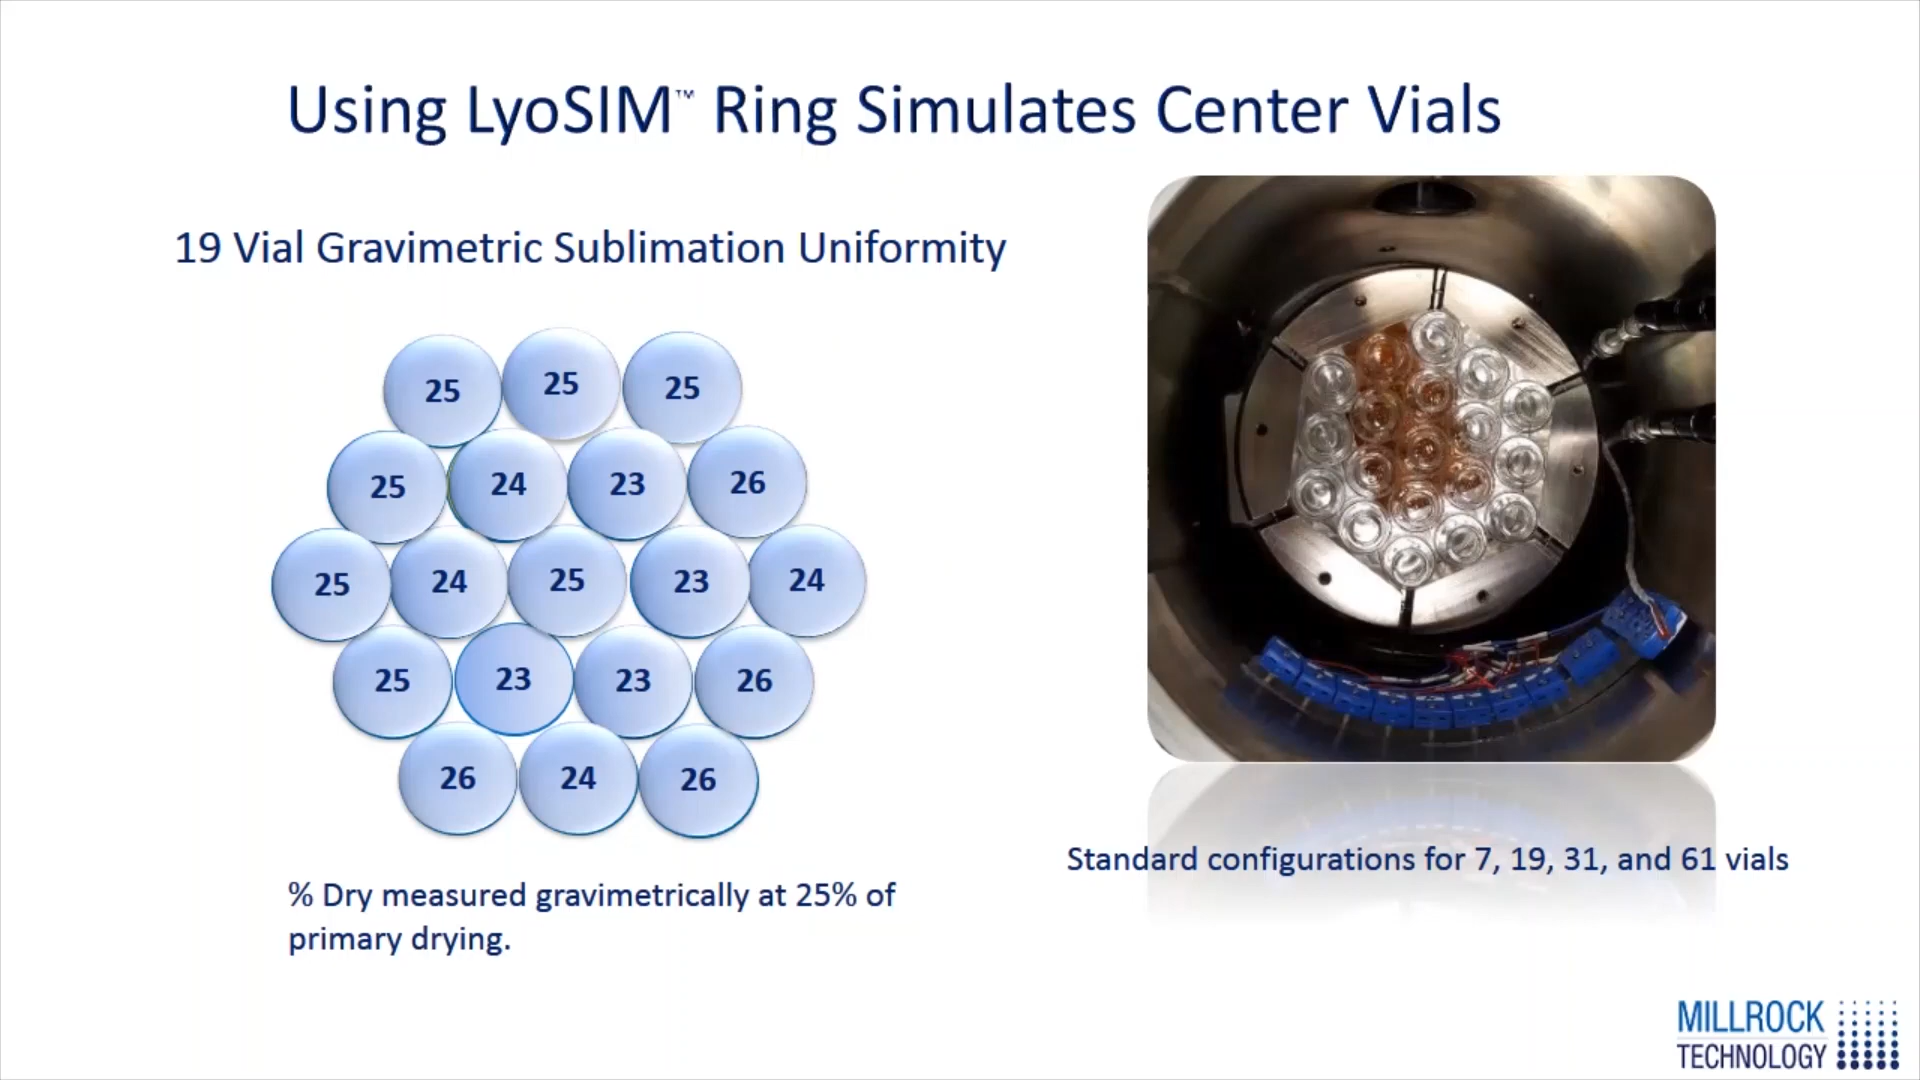 Using LyoSIM™ Ring Simulates Center Vials
19 Vial Gravimetric Sublimation Uniformity
25 25 25
25 24 23 26
25 24 25 23 24
25 23 23 26
26 24 26
% Dry measured gravimetrically at 25% of
primary drying.
Standard configurations for 7, 19, 31, and 61 vials
MILLROCK
TECHNOLOGY